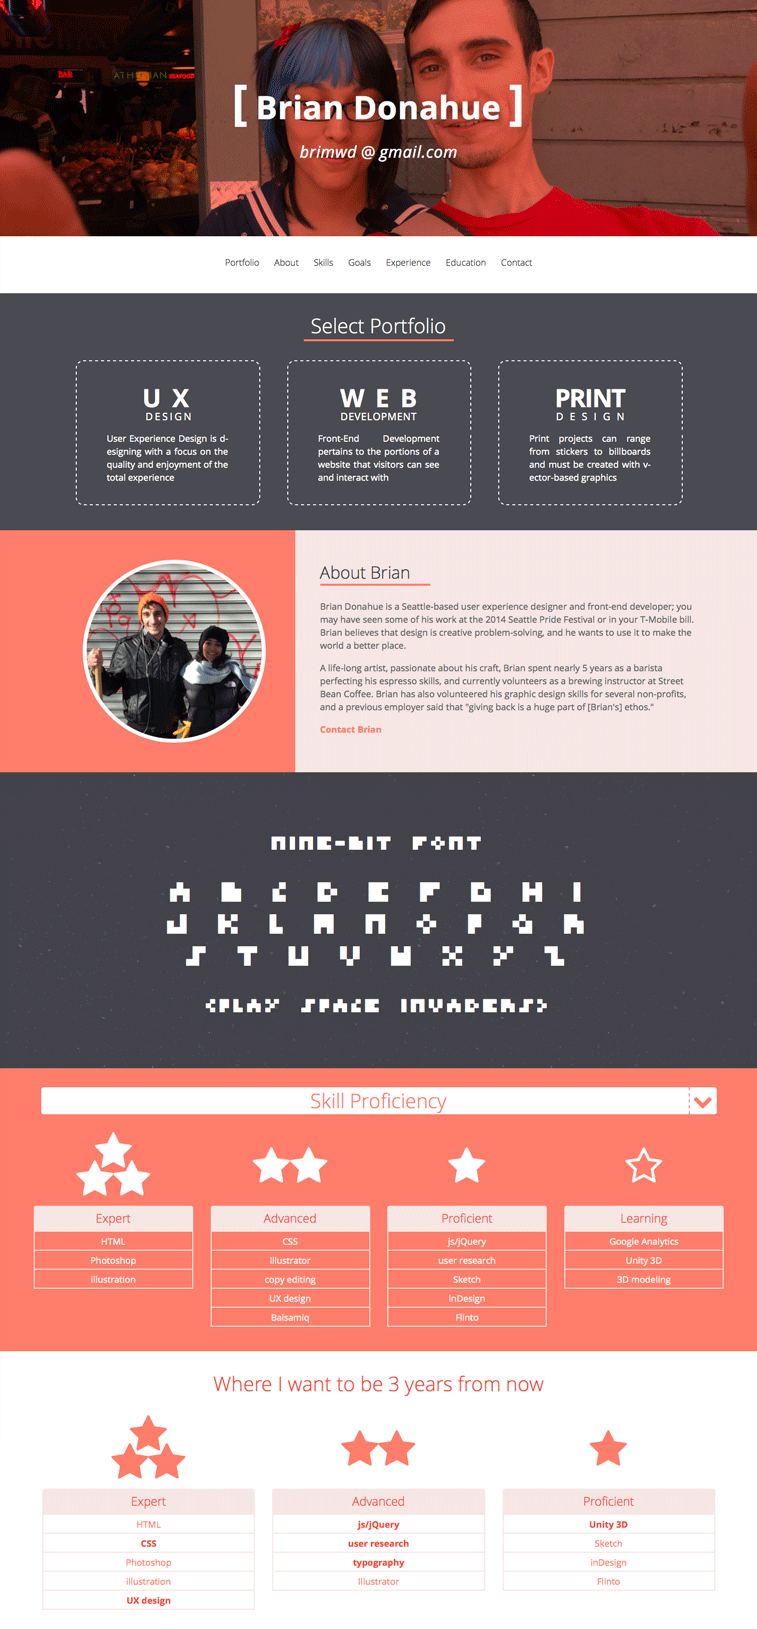 BAR
ATHENIAN
SEAFOOD
[ Brian Donahue ]
brimwd @ gmail.com
Portfolio About Skills Goals Experience Education Contact
Select Portfolio
UX
DESIGN
User Experience Design is d-
esigning with a focus on the
quality and enjoyment of the
total experience
WEB
DEVELOPMENT
Front-End Development
pertains to the portions of a
website that visitors can see
and interact with
PRINT
DESIGN
Print projects can range
from stickers to billboards
and must be created with v-
ector-based graphics
About Brian
Brian Donahue is a Seattle-based user experience designer and front-end developer; you
may have seen some of his work at the 2014 Seattle Pride Festival or in your T-Mobile bill.
Brian believes that design is creative problem-solving, and he wants to use it to make the
world a better place.
A life-long artist, passionate about his craft, Brian spent nearly 5 years as a barista
perfecting his espresso skills, and currently volunteers as a brewing instructor at Street
Bean Coffee. Brian has also volunteered his graphic design skills for several non-profits,
and a previous employer said that "giving back is a huge part of [Brian's] ethos."
Contact Brian
NINE-BIT FONT
A B C D E F G H I
J K L M N O P Q R
S T U V W X Y Z
<PLAY SPACE INVADERS>
Skill Proficiency
Expert
HTML
Photoshop
illustration
Advanced
CSS
Illustrator
copy editing
UX design
Balsamiq
Proficient
js/jQuery
user research
Sketch
inDesign
Flinto
Learning
Google Analytics
Unity 3D
3D modeling
Where I want to be 3 years from now
Expert
HTML
CSS
Photoshop
illustration
UX design
Advanced
js/jQuery
user research
typography
Illustrator
Proficient
Unity 3D
Sketch
inDesign
Flinto